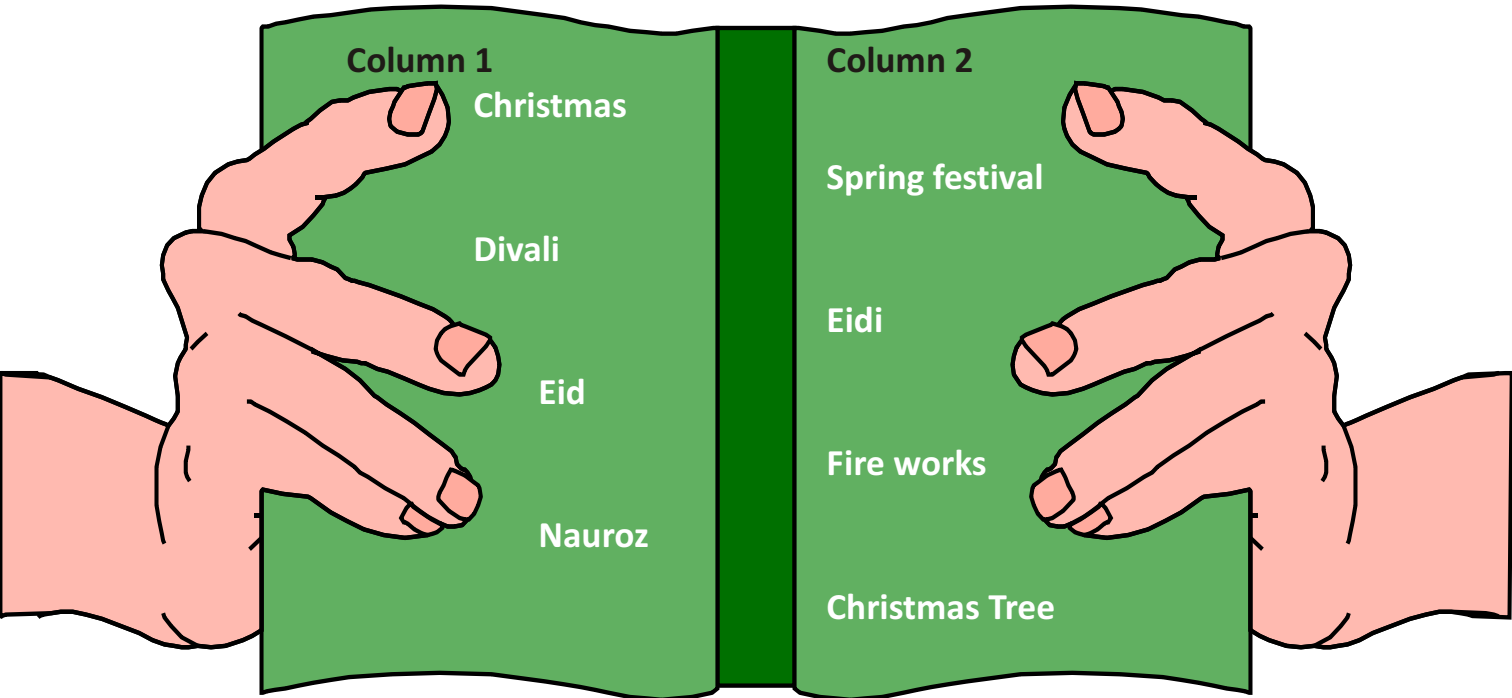 Column 1
Christmas
Divali
Eid
Nauroz
Column 2
Spring festival
Eidi
Fire works
Christmas Tree